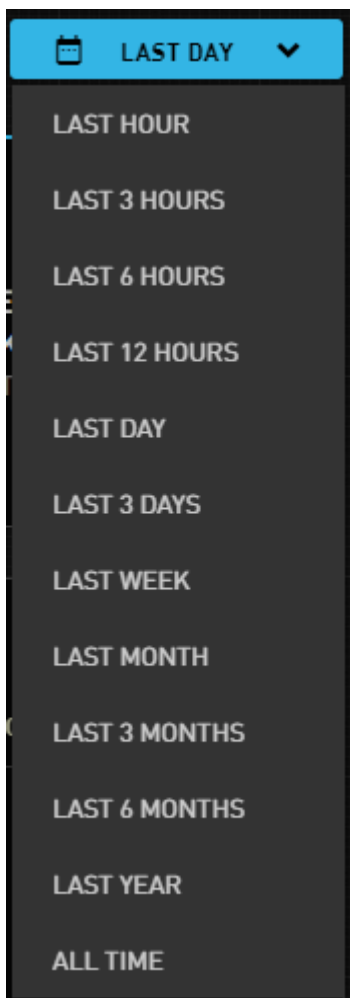 LAST DAY
LAST HOUR
LAST 3 HOURS
LAST 6 HOURS
LAST 12 HOURS
LAST DAY
LAST 3 DAYS
LAST WEEK
LAST MONTH
LAST 3 MONTHS
LAST 6 MONTHS
LAST YEAR
ALL TIME